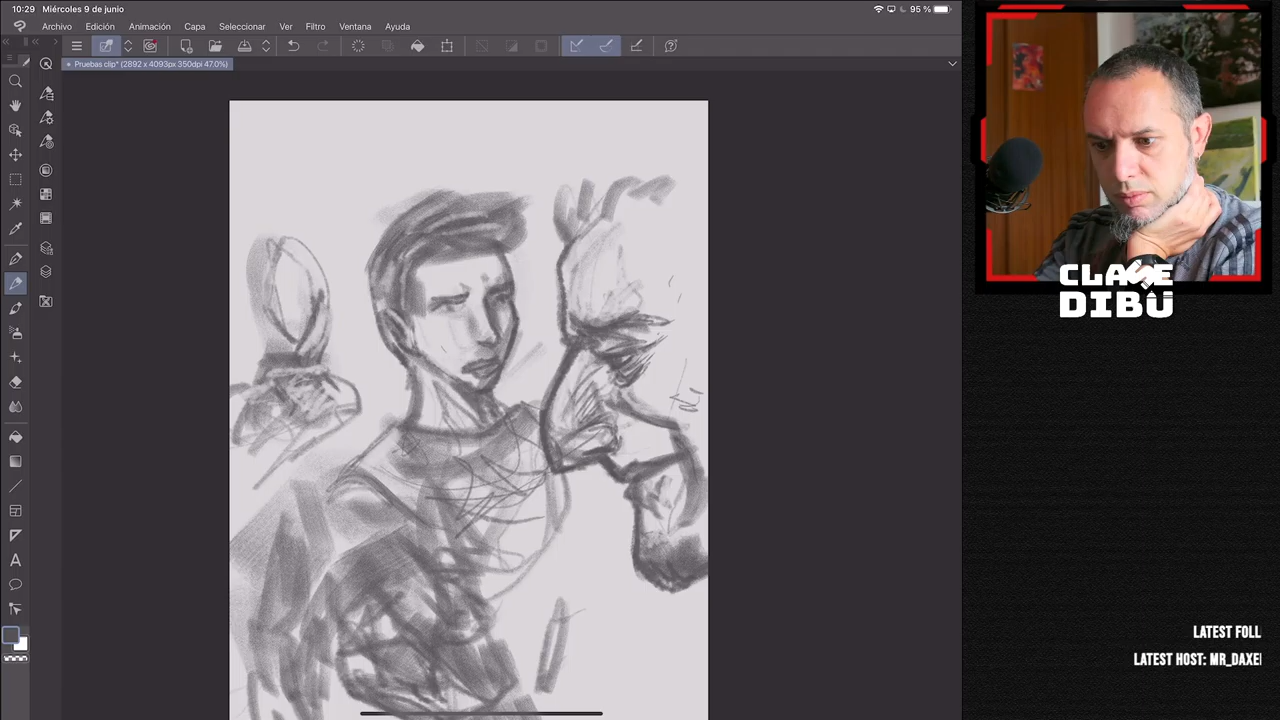 10:29 Miércoles 9 de junio
95 %
Archivo Edición Animación Capa Seleccionar Ver Filtro Ventana Ayuda
Pruebas clip* (2892 x 4093px 350dpi 47.0%)
CLASE
DIBU
LATEST FOLL
LATEST HOST: MR_DAXE